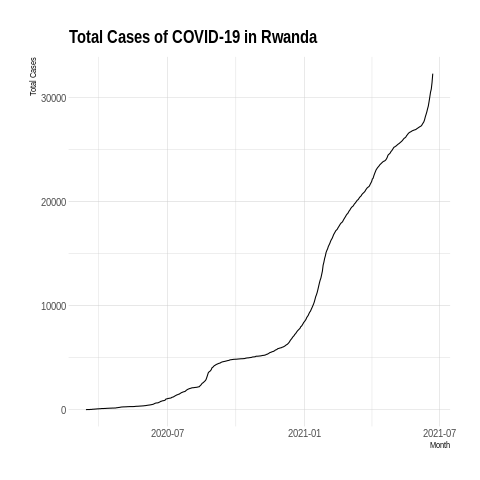 Total Cases of COVID-19 in Rwanda
Total Cases
30000
20000
10000
0
2020-07
2021-01
2021-07
Month